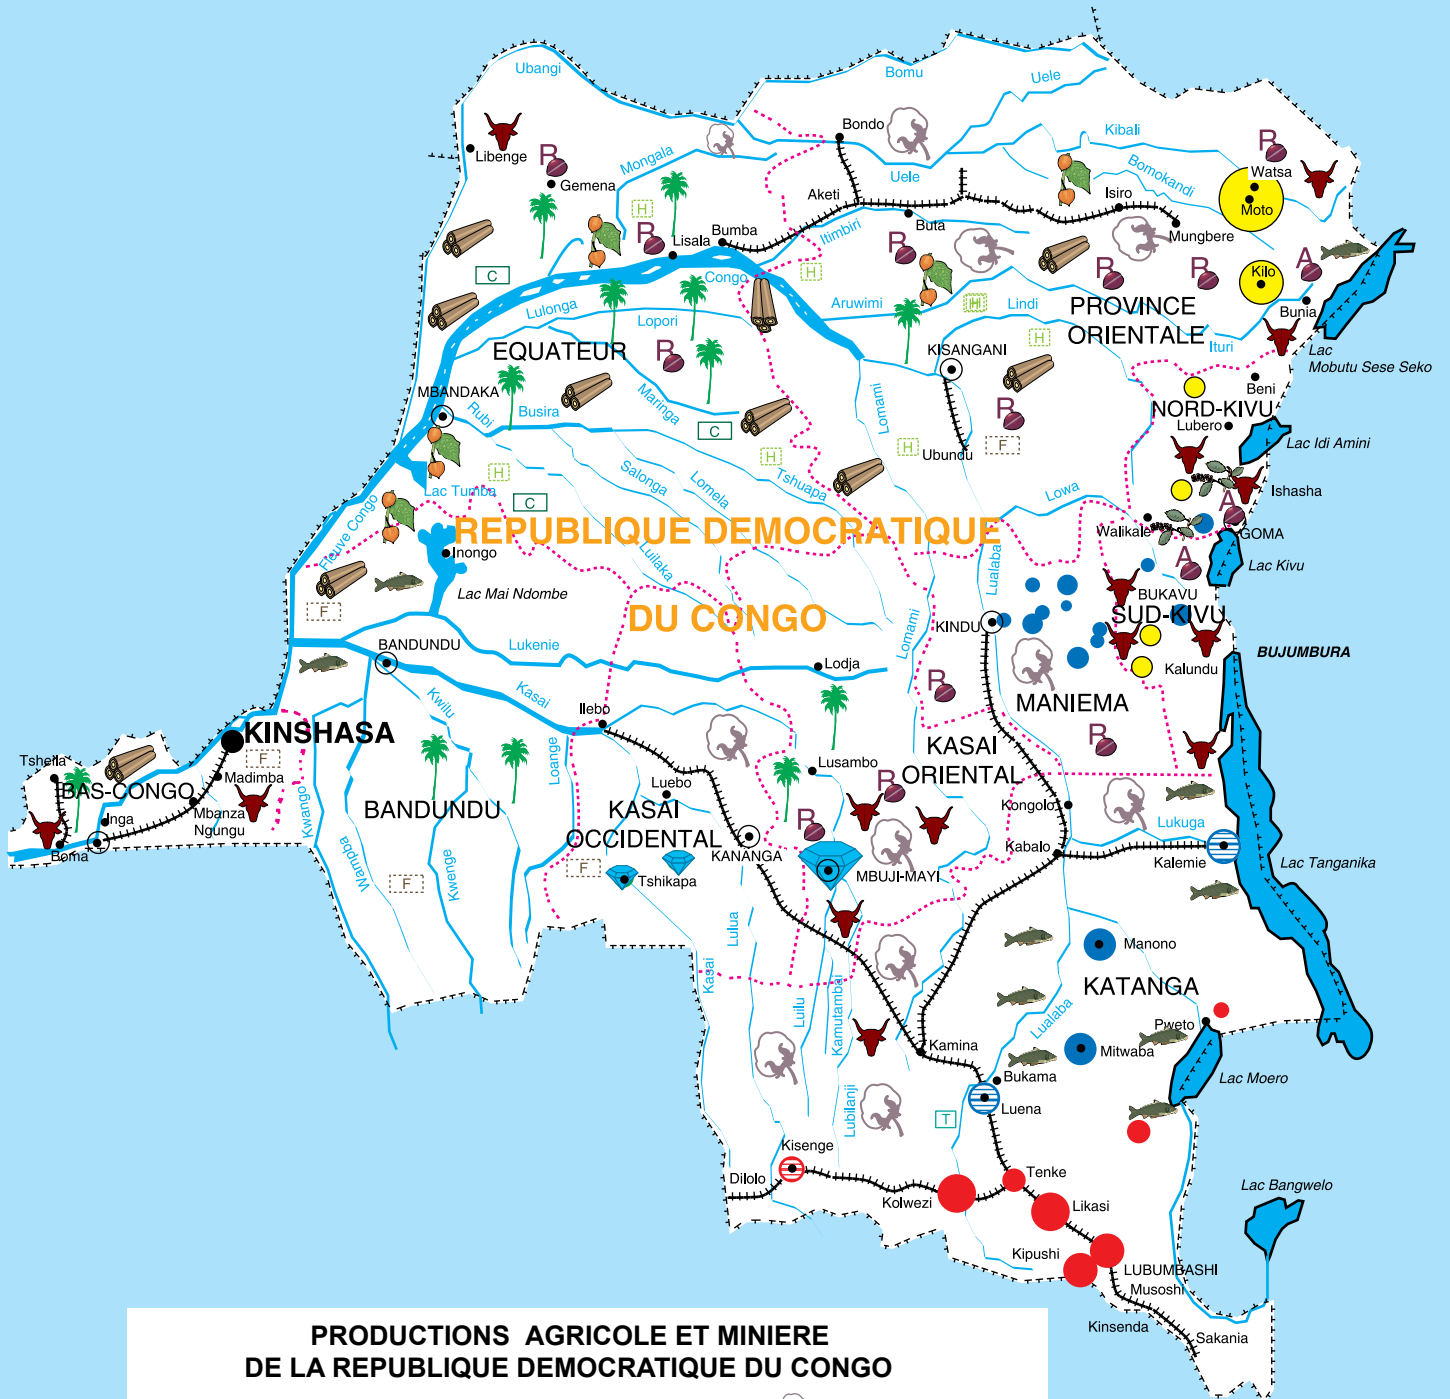 Ubangi
Bomu
Uele
Bondo
Kibali
Libenge
R
Mongala
Uele
Bomokandi
R
Watsa
Gemena
Aketi
Isiro
Moto
H
R
Lisala
Bumba
Itimbiri
Buta
Mungbere
C
Congo
H
R
R
R
Kilo
A
Lulonga
Lopori
Aruwimi
H
Lindi
PROVINCE
ORIENTALE
Bunia
EQUATEUR
R
KISANGANI
H
Ituri
Lac
Mobutu Sese Seko
MBANDAKA
Rubi
Busira
Maringa
Lomami
R
Beni
NORD-KIVU
Lubero
C
H
Ubundu
F
Lac Idi Amini
H
H
Lac Tumba
C
Salonga
Lomela
Tshuapa
Lowa
Ishasha
A
Fleuve Congo
REPUBLIQUE DEMOCRATIQUE
Walikale
GOMA
Inongo
Luilaka
Lualaba
A
Lac Kivu
Lac Mai Ndombe
BUKAVU
F
DU CONGO
KINDU
SUD-KIVU
BANDUNDU
Lukenie
Lomami
Lodja
Kalundu
BUJUMBURA
Kwilu
Kasai
R
MANIEMA
Ilebo
KINSHASA
R
F
Loange
KASAI
ORIENTAL
Tshella
Madimba
Lusambo
R
BAS-CONGO
Mbanza
Ngungu
Kwango
BANDUNDU
Luebo
KASAI
OCCIDENTAL
Kongolo
Inga
R
Lukuga
Boma
Wampba
Kwenge
KANANGA
Kabalo
Kalemie
Lac Tanganika
F
F
Tshikapa
MBUJI-MAYI
Lulua
Manono
Kasai
KATANGA
Luilu
Kamutambai
Lualaba
Pweto
Kamina
Mitwaba
Bukama
Lac Moero
Luena
Lubilanji
T
Kisenge
Dilolo
Tenke
Kolwezi
Likasi
Lac Bangwelo
Kipushi
LUBUMBASHI
Musoshi
Kinsenda
Sakania
PRODUCTIONS AGRICOLE ET MINIERE
DE LA REPUBLIQUE DEMOCRATIQUE DU CONGO